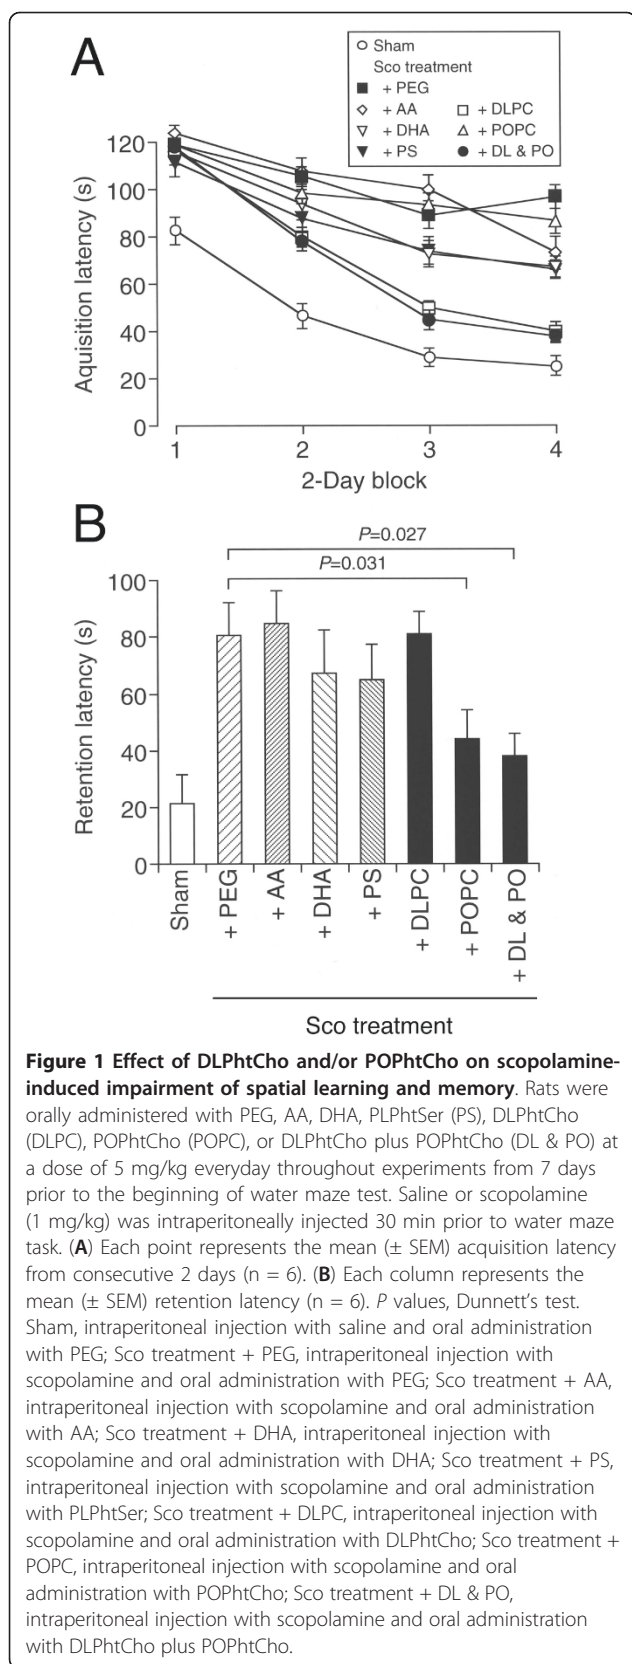 A
Sham
Sco treatment
+ PEG
+ AA
+ DLPC
+ DHA
+ POPC
+ PS
+ DL & PO
Aquisition latency (s)
120
100
80
60
40
20
0
1 2 3 4
2-Day block
B
P=0.027
P=0.031
Retention latency (s)
100
80
60
40
20
0
Sham
+ PEG
+ AA
+ DHA
+ PS
+ DLPC
+ POPC
+ DL & PO
Sco treatment
Figure 1 Effect of DLPhtCho and/or POPhtCho on scopolamine-
induced impairment of spatial learning and memory. Rats were
orally administered with PEG, AA, DHA, PLPhtSer (PS), DLPhtCho
(DLPC), POPhtCho (POPC), or DLPhtCho plus POPhtCho (DL & PO) at
a dose of 5 mg/kg everyday throughout experiments from 7 days
prior to the beginning of water maze test. Saline or scopolamine
(1 mg/kg) was intraperitoneally injected 30 min prior to water maze
task. (A) Each point represents the mean (± SEM) acquisition latency
from consecutive 2 days (n = 6). (B) Each column represents the
mean (± SEM) retention latency (n = 6). P values, Dunnett's test.
Sham, intraperitoneal injection with saline and oral administration
with PEG; Sco treatment + PEG, intraperitoneal injection with
scopolamine and oral administration with PEG; Sco treatment + AA,
intraperitoneal injection with scopolamine and oral administration
with AA; Sco treatment + DHA, intraperitoneal injection with
scopolamine and oral administration with DHA; Sco treatment + PS,
intraperitoneal injection with scopolamine and oral administration
with PLPhtSer; Sco treatment + DLPC, intraperitoneal injection with
scopolamine and oral administration with DLPhtCho; Sco treatment +
POPC, intraperitoneal injection with scopolamine and oral
administration with POPhtCho; Sco treatment + DL & PO,
intraperitoneal injection with scopolamine and oral administration
with DLPhtCho plus POPhtCho.